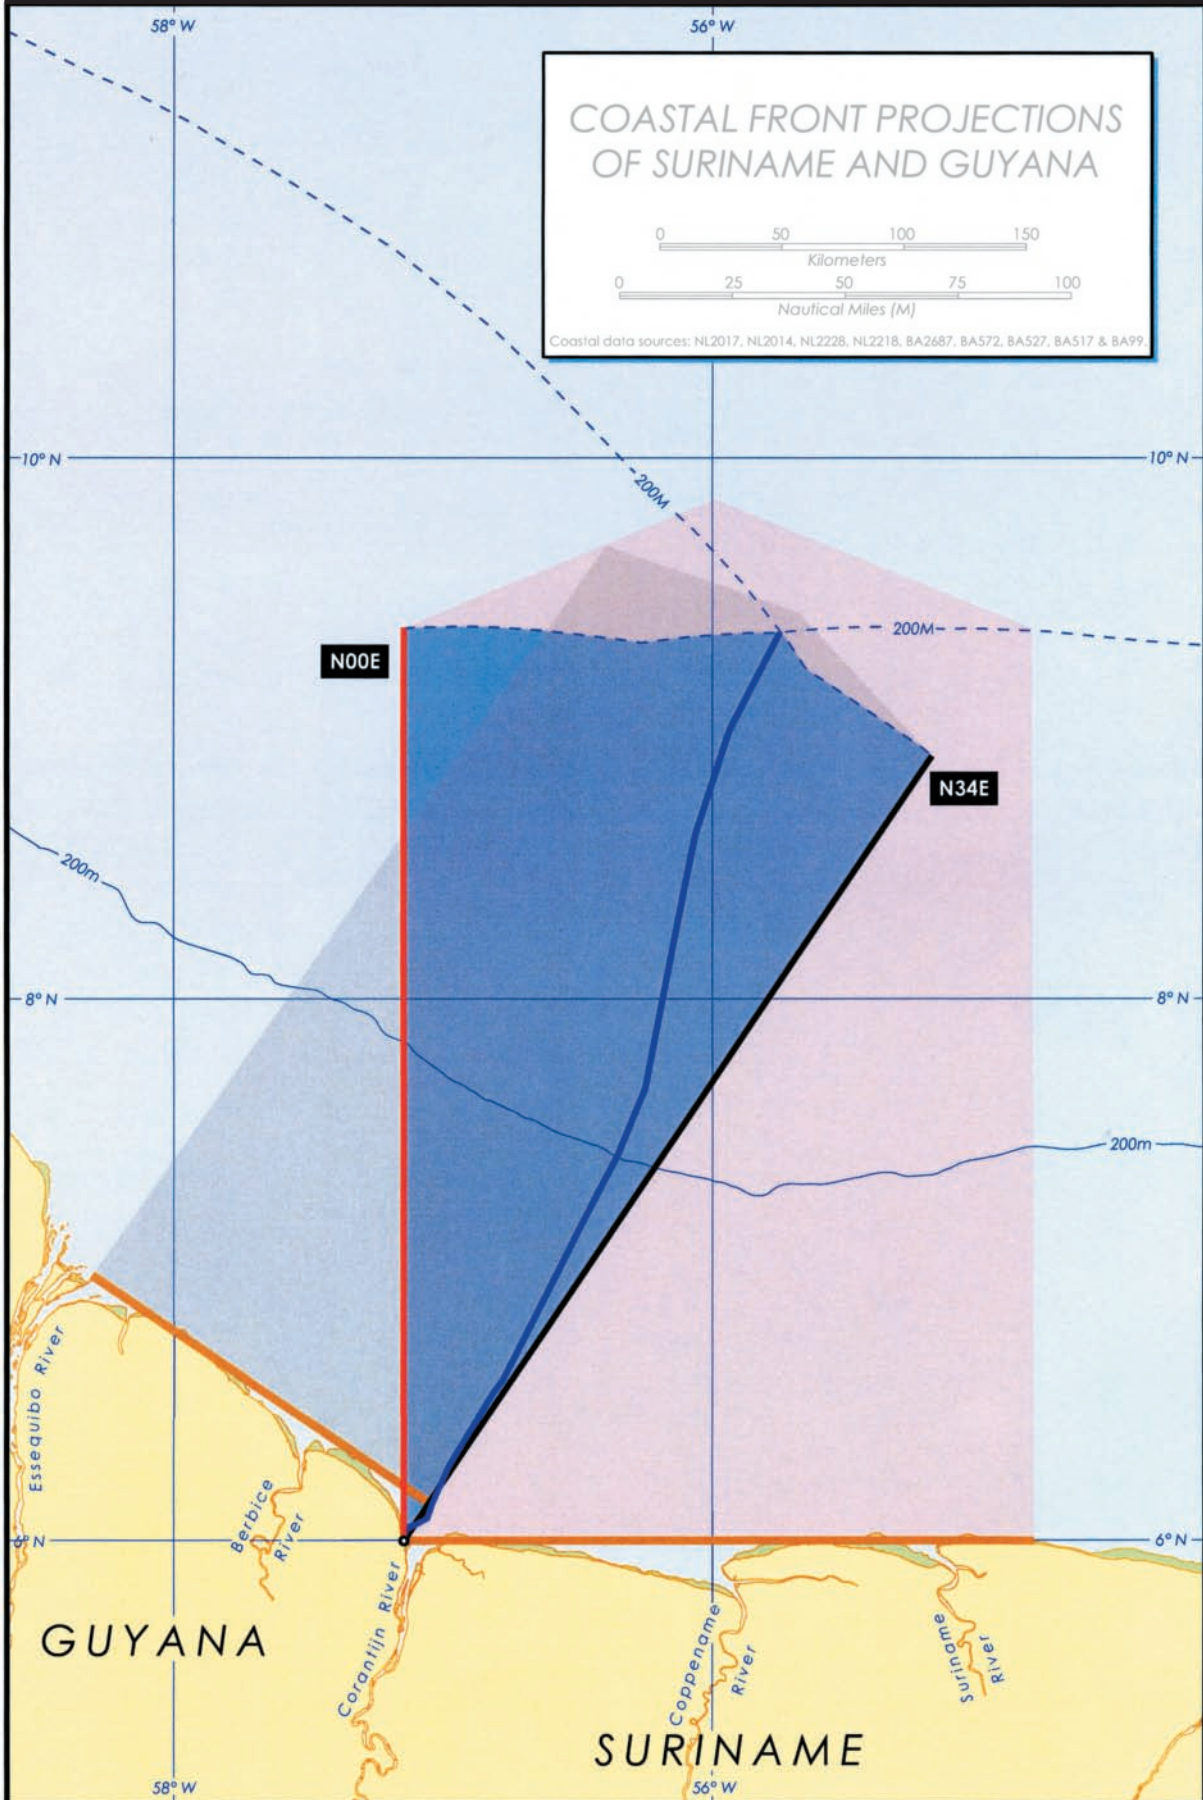 58° W
56° W
COASTAL FRONT PROJECTIONS
OF SURINAME AND GUYANA
0 50 100 150
Kilometers
0 25 50 75 100
Nautical Miles (M)
Coastal data sources: NL2017, NL2014, NL2228, NL2218, BA2687, BA572, BA527, BA517 & BA99.
10° N
10° N
200M
200M
N00E
N34E
200m
8° N
8° N
200m
Essequibo River
Berbice
River
6° N
6° N
Corantijn River
Coppename
River
Suriname
River
GUYANA
SURINAME
58° W
56° W